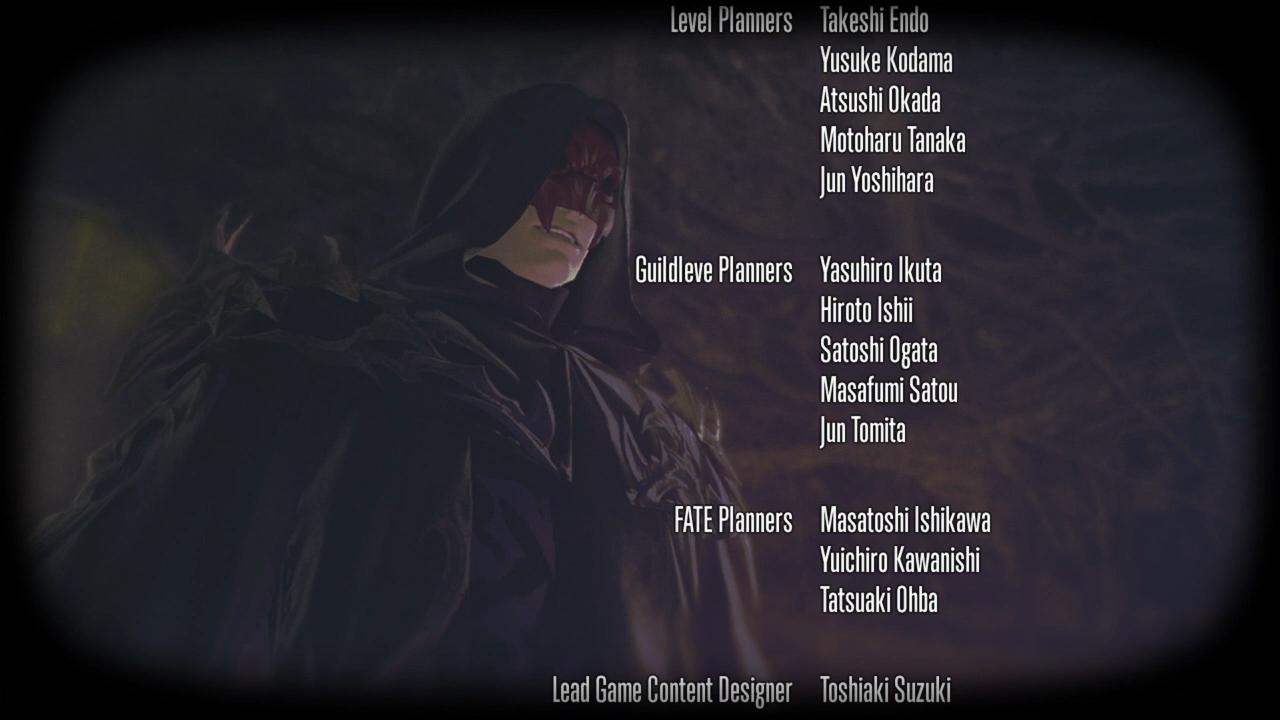 Level Planners Takeshi Endo
Yusuke Kodama
Atsushi Okada
Motoharu Tanaka
Jun Yoshihara
Guildleve Planners Yasuhiro Ikuta
Hiroto Ishii
Satoshi Ogata
Masafumi Satou
Jun Tomita
FATE Planners Masatoshi Ishikawa
Yuichiro Kawanishi
Tatsuaki Ohba
Lead Game Content Designer Toshiaki Suzuki